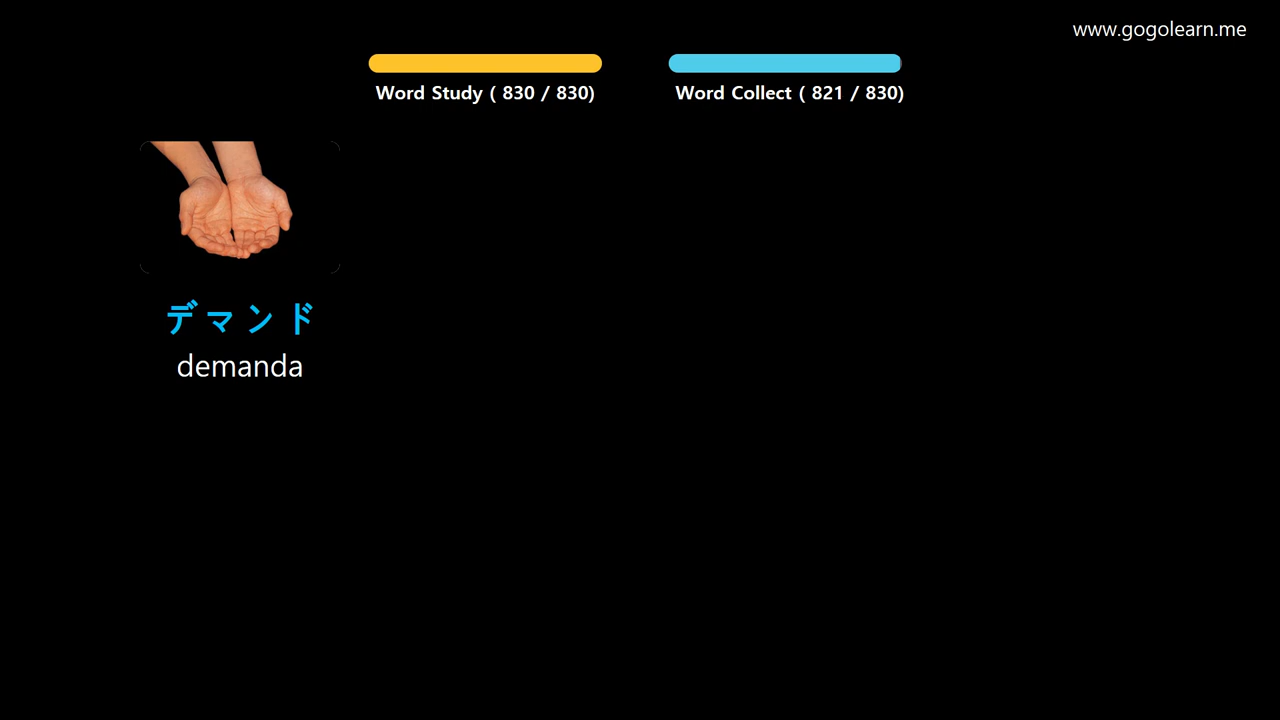 www.gogolearn.me
Word Study ( 830 / 830)
Word Collect ( 821 / 830)
デマンド
demanda